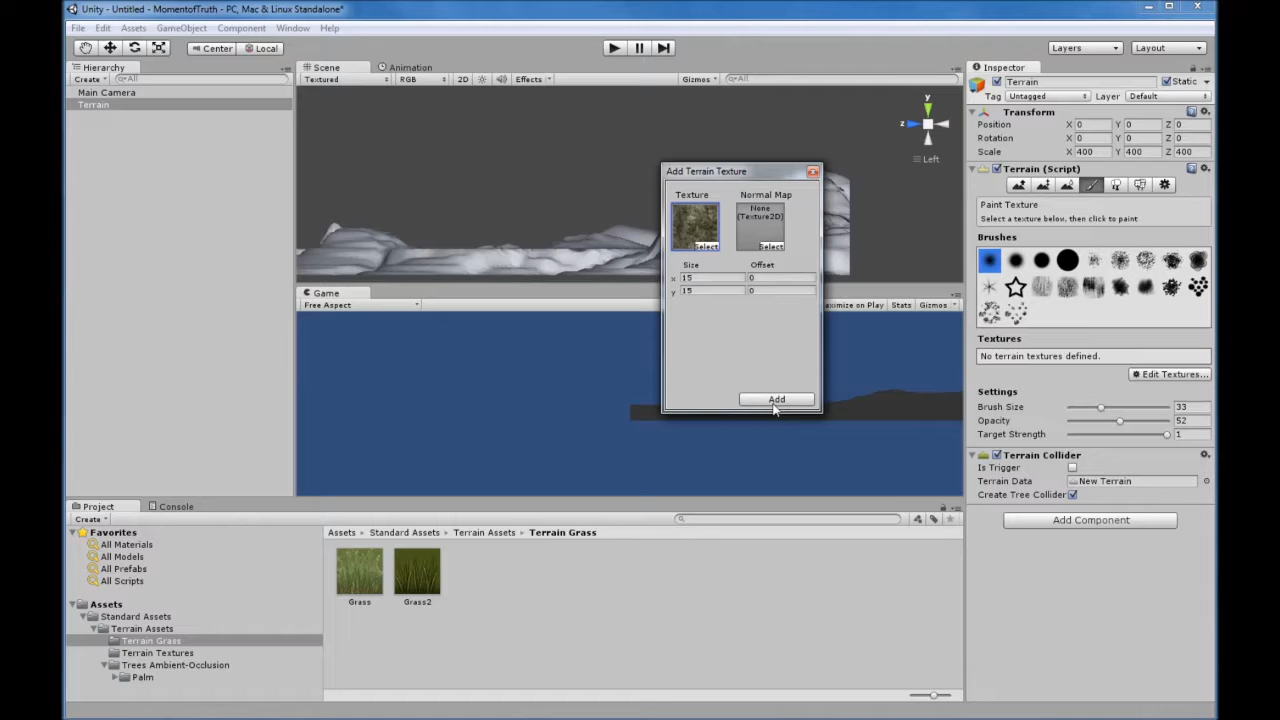 Unity - Untitled - MomentofTruth - PC, Mac & Linux Standalone*
File Edit Assets GameObject Component Window Help
Center Local Layers Layout
Hierarchy
Create All
Main Camera
Terrain
Scene Animation
Textured RGB 2D Effects Gizmos All
y
z
Left
Game
Free Aspect
aximize on Play Stats Gizmos
Add Terrain Texture
Texture Normal Map
None
(Texture2D)
Select Select
Size Offset
x 15 0
y 15 0
Add
Inspector
Terrain Static
Tag Untagged Layer Default
Transform
Position X 0 Y 0 Z 0
Rotation X 0 Y 0 Z 0
Scale X 400 Y 400 Z 400
Terrain (Script)
Paint Texture
Select a texture below, then click to paint
Brushes
Textures
No terrain textures defined.
Edit Textures...
Settings
Brush Size 33
Opacity 52
Target Strength 1
Terrain Collider
Is Trigger
Terrain Data New Terrain
Create Tree Collider
Add Component
Project Console
Create
Favorites
All Materials
All Models
All Prefabs
All Scripts
Assets
Standard Assets
Terrain Assets
Terrain Grass
Terrain Textures
Trees Ambient-Occlusion
Palm
Assets Standard Assets Terrain Assets Terrain Grass
Grass Grass2